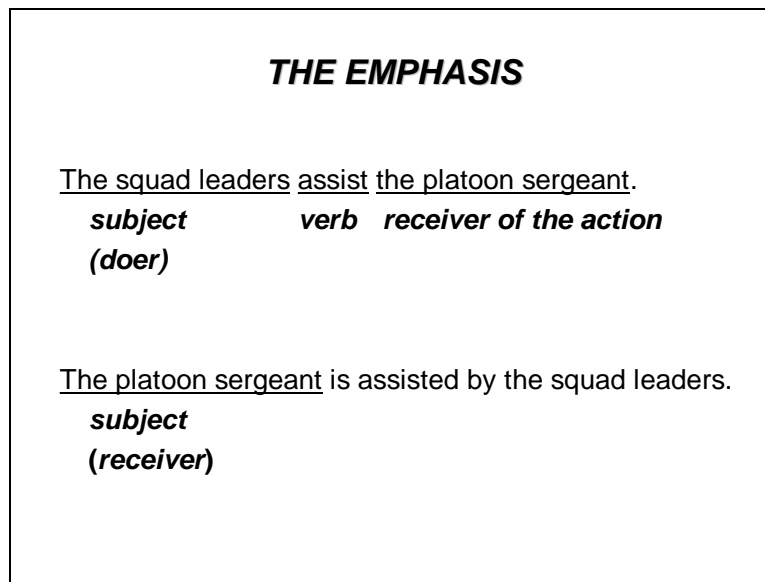 THE EMPHASIS
The squad leaders assist the platoon sergeant.
subject verb receiver of the action
(doer)
The platoon sergeant is assisted by the squad leaders.
subject
(receiver)